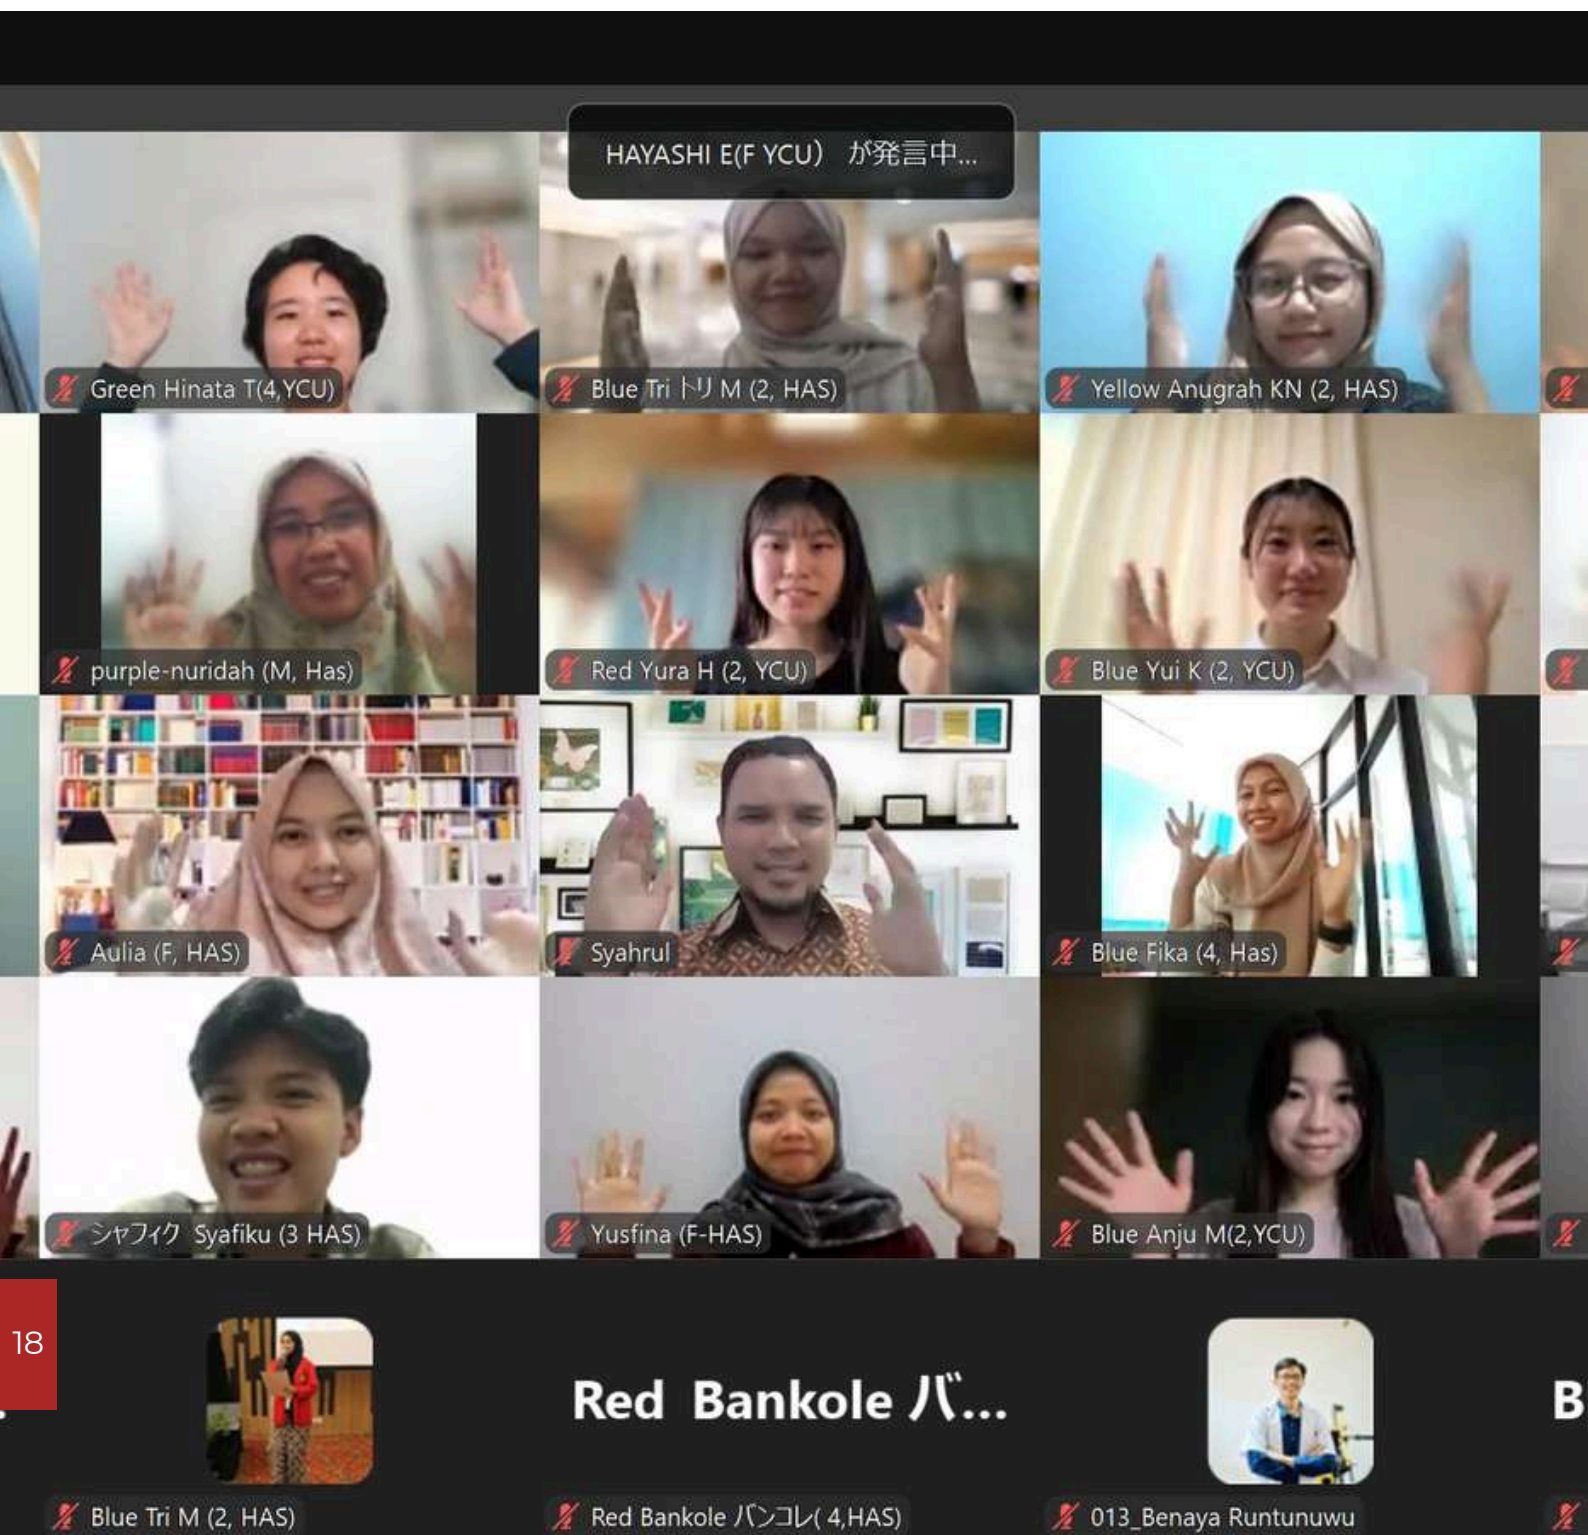 HAYASHI E(F YCU） が発言中...
Green Hinata T(4,YCU)
Blue Tri トリ M (2, HAS)
Yellow Anugrah KN (2, HAS)
purple-nuridah (M, Has)
Red Yura H (2, YCU)
Blue Yui K (2, YCU)
Aulia (F, HAS)
Syahrul
Blue Fika (4, Has)
シャフィク Syafiku (3 HAS)
Yusfina (F-HAS)
Blue Anju M(2,YCU)
18
Red Bankole バ...
B
Blue Tri M (2, HAS)
Red Bankole バンコレ( 4,HAS)
013_Benaya Runtunuwu